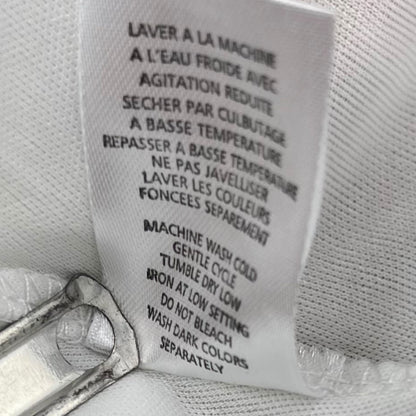 LAVER A LA MACHINE
A L'EAU FROIDE AVEC
AGITATION REDUITE
SECHER PAR CULBUTAGE
A BASSE TEMPERATURE
REPASSER A BASSE TEMPERATURE
NE PAS JAVELLISER
LAVER LES COULEURS
FONCEES SEPAREMENT
MACHINE WASH COLD
GENTLE CYCLE
TUMBLE DRY LOW
IRON AT LOW SETTING
DO NOT BLEACH
WASH DARK COLORS
SEPARATELY